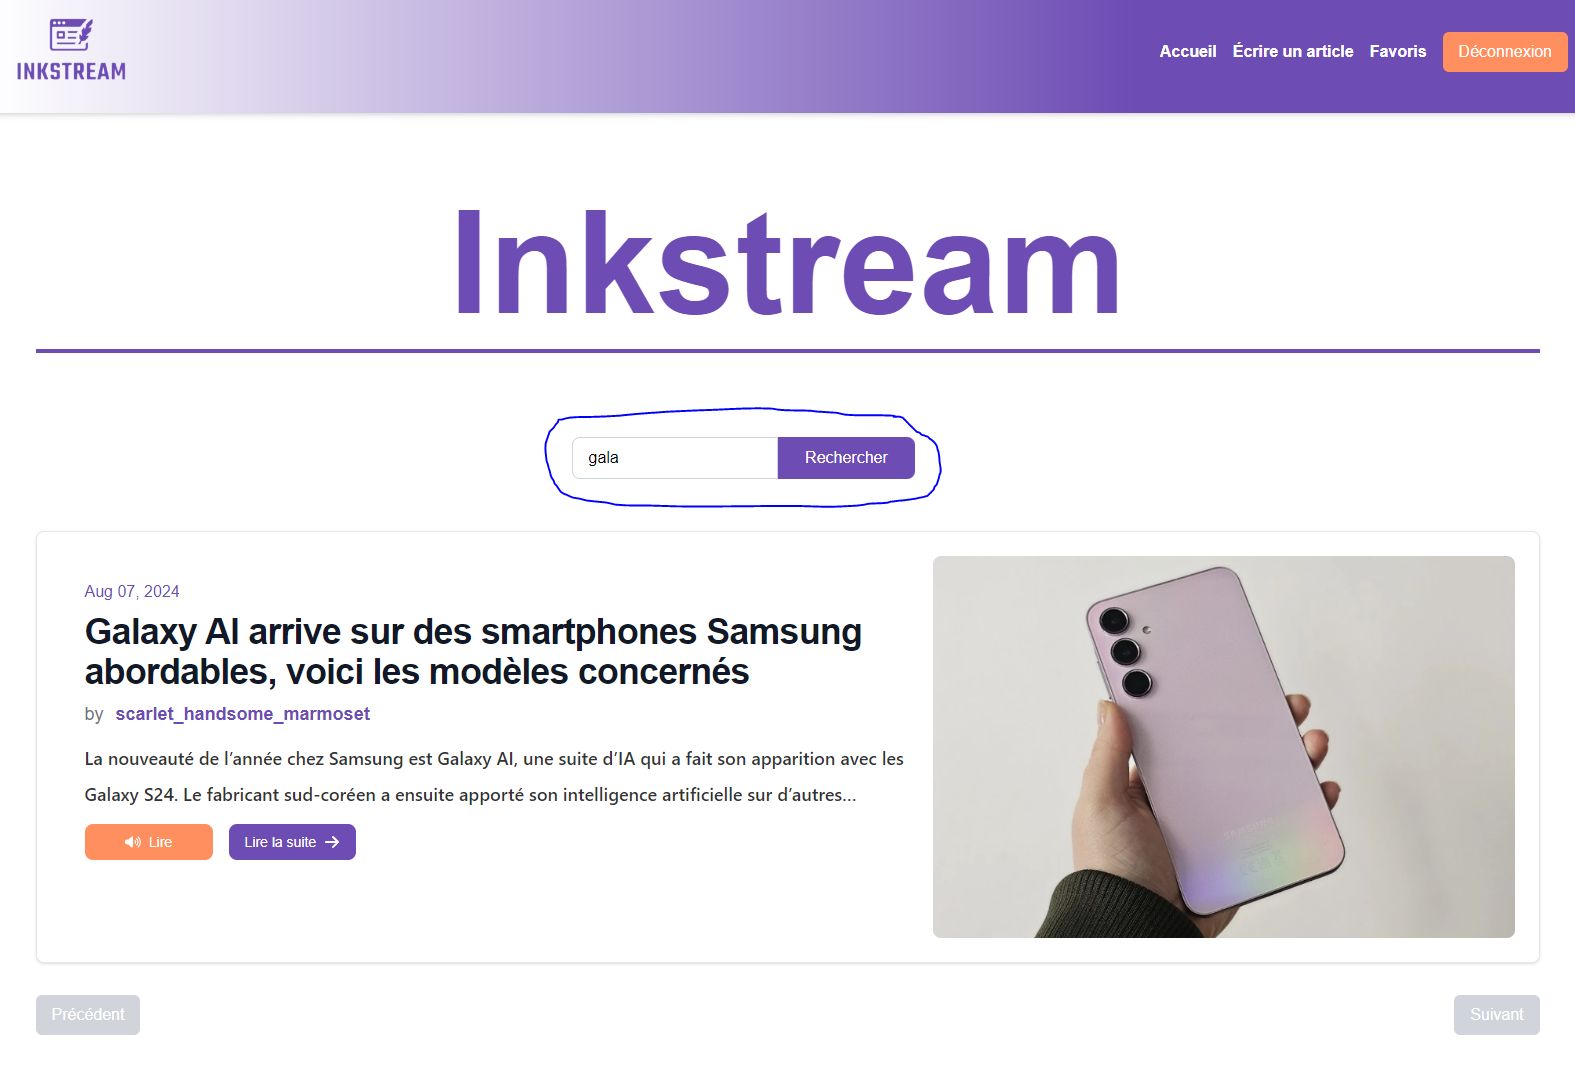 INKSTREAM
Accueil Écrire un article Favoris Déconnexion
Inkstream
gala Rechercher
Aug 07, 2024
Galaxy AI arrive sur des smartphones Samsung
abordables, voici les modèles concernés
by scarlet_handsome_marmoset
La nouveauté de l’année chez Samsung est Galaxy AI, une suite d’IA qui a fait son apparition avec les
Galaxy S24. Le fabricant sud-coréen a ensuite apporté son intelligence artificielle sur d’autres…
Lire Lire la suite
SAMSUNG
Précédent Suivant